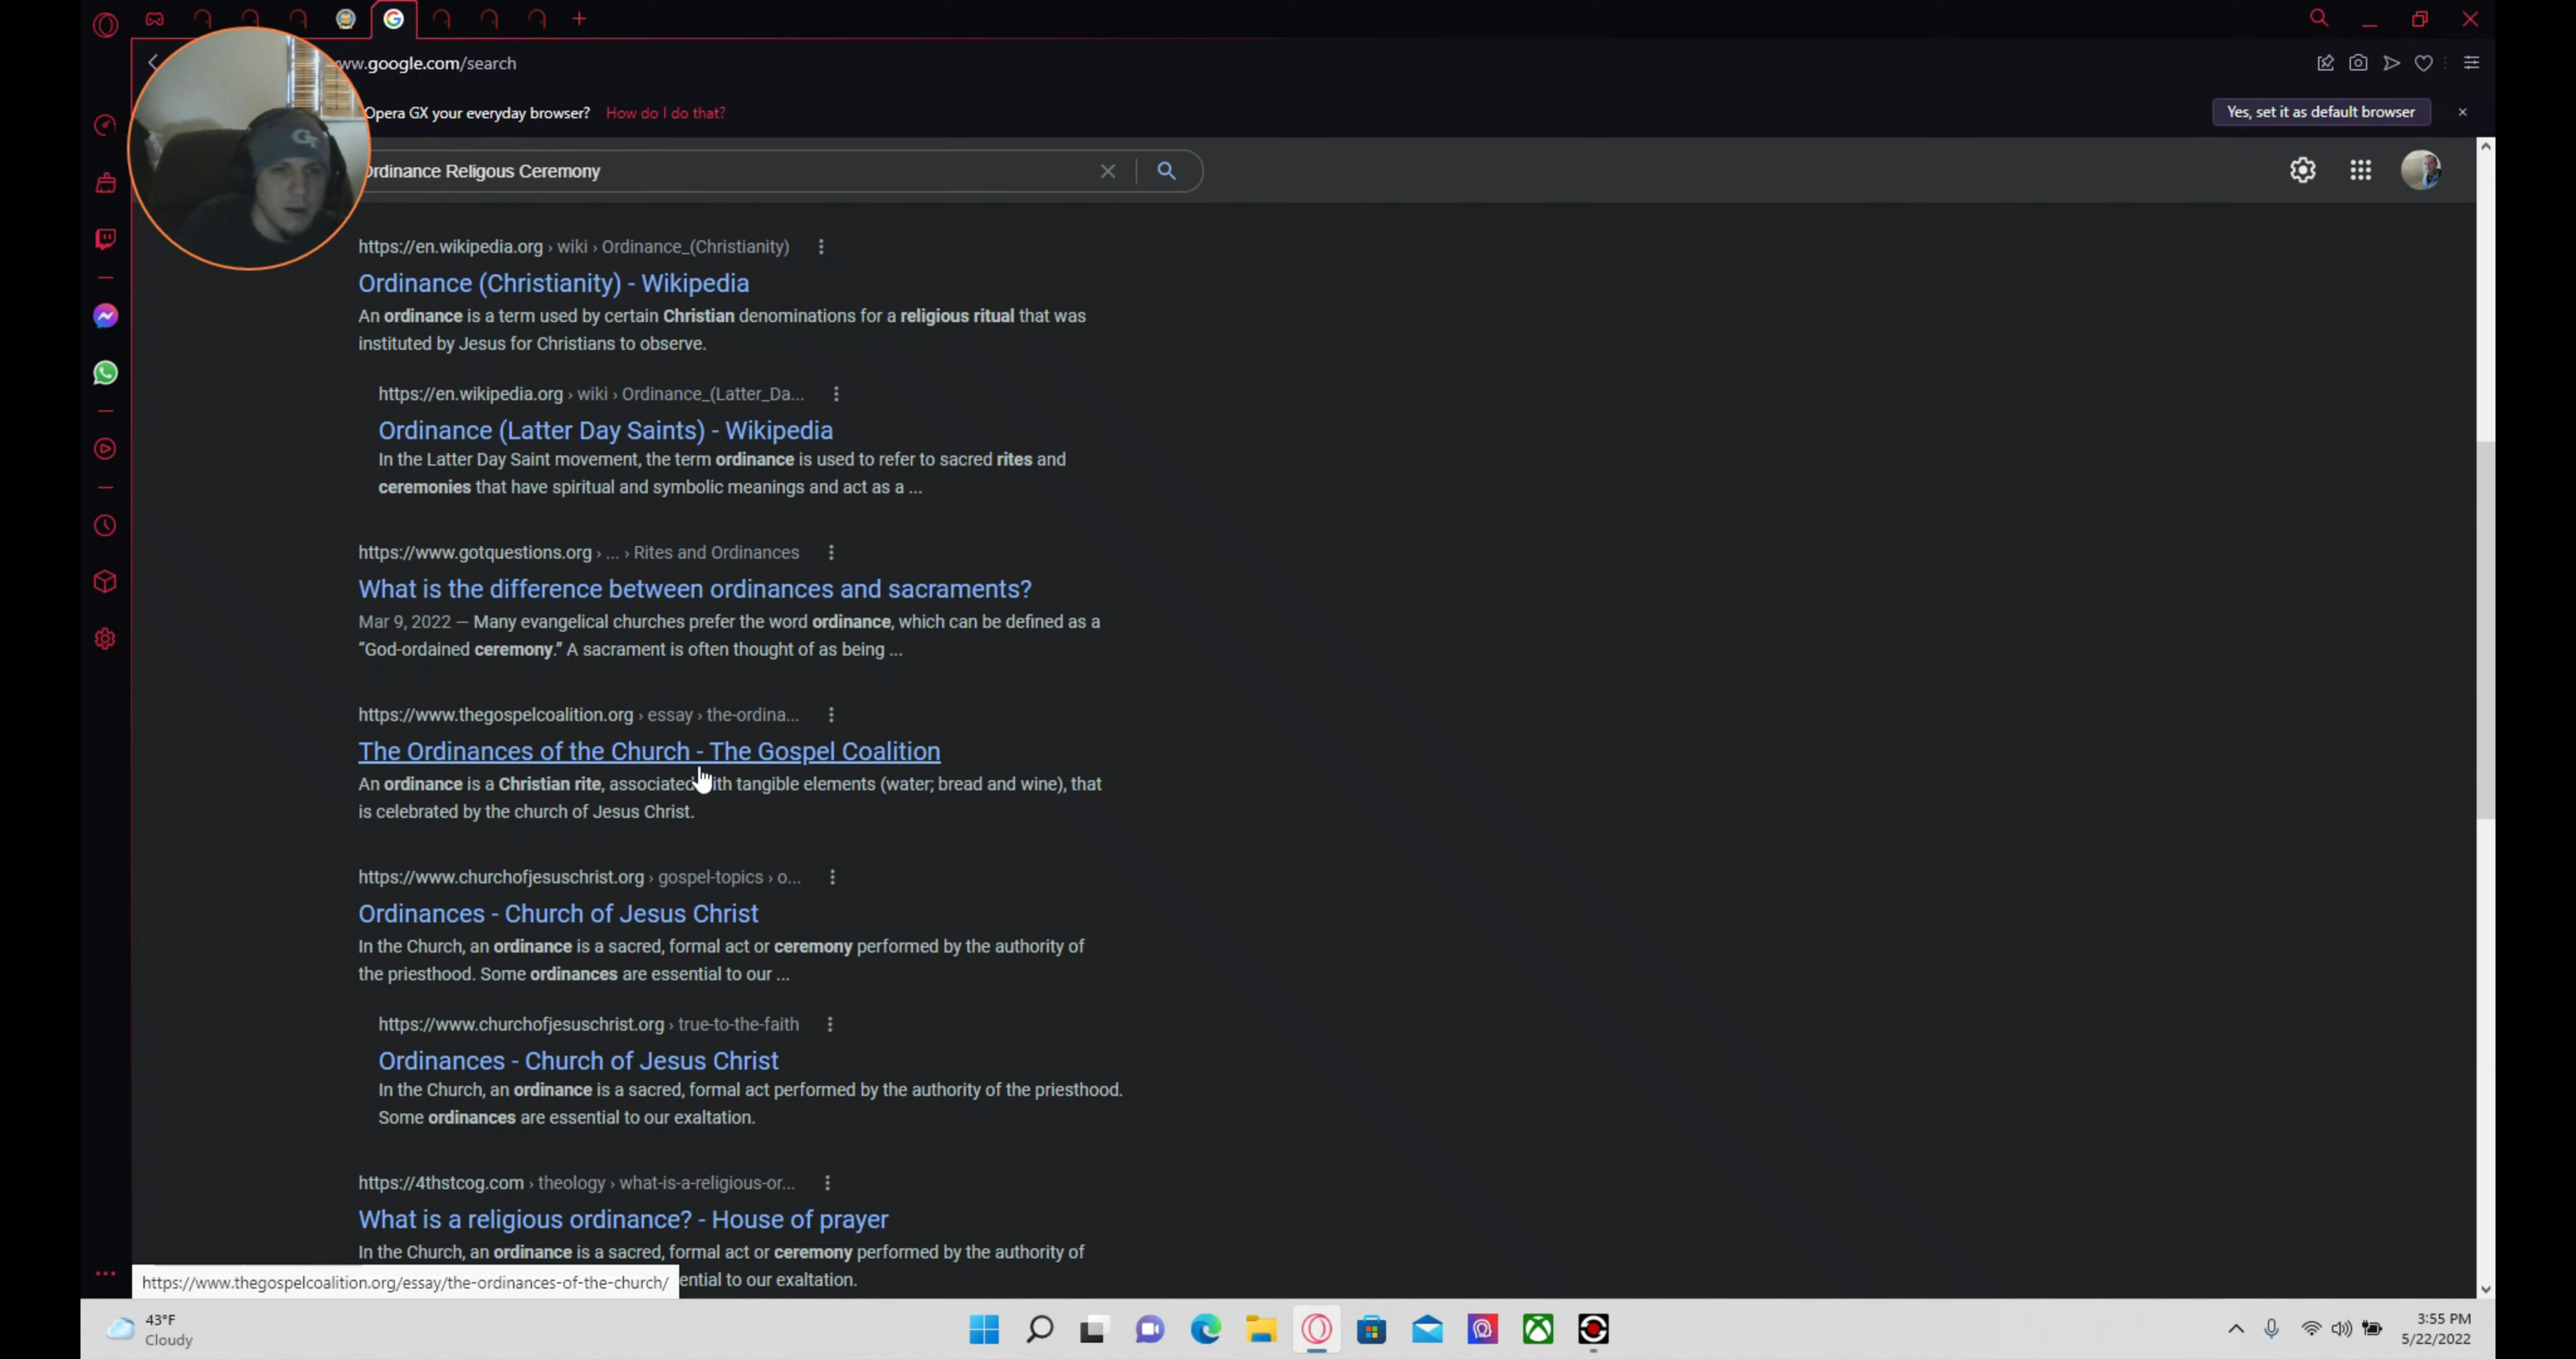 ww.google.com/search
Opera GX your everyday browser? How do I do that?
Yes, set it as default browser
rdinance Religous Ceremony
https://en.wikipedia.org › wiki › Ordinance_(Christianity)
Ordinance (Christianity) - Wikipedia
An ordinance is a term used by certain Christian denominations for a religious ritual that was
instituted by Jesus for Christians to observe.
https://en.wikipedia.org › wiki › Ordinance_(Latter_Da...
Ordinance (Latter Day Saints) - Wikipedia
In the Latter Day Saint movement, the term ordinance is used to refer to sacred rites and
ceremonies that have spiritual and symbolic meanings and act as a ...
https://www.gotquestions.org › ... › Rites and Ordinances
What is the difference between ordinances and sacraments?
Mar 9, 2022 — Many evangelical churches prefer the word ordinance, which can be defined as a
“God-ordained ceremony.” A sacrament is often thought of as being ...
https://www.thegospelcoalition.org › essay › the-ordina...
The Ordinances of the Church - The Gospel Coalition
An ordinance is a Christian rite, associated with tangible elements (water; bread and wine), that
is celebrated by the church of Jesus Christ.
https://www.churchofjesuschrist.org › gospel-topics › o...
Ordinances - Church of Jesus Christ
In the Church, an ordinance is a sacred, formal act or ceremony performed by the authority of
the priesthood. Some ordinances are essential to our ...
https://www.churchofjesuschrist.org › true-to-the-faith
Ordinances - Church of Jesus Christ
In the Church, an ordinance is a sacred, formal act performed by the authority of the priesthood.
Some ordinances are essential to our exaltation.
https://4thstcog.com › theology › what-is-a-religious-or...
What is a religious ordinance? - House of prayer
In the Church, an ordinance is a sacred, formal act or ceremony performed by the authority of
https://www.thegospelcoalition.org/essay/the-ordinances-of-the-church/ ential to our exaltation.
43°F
Cloudy
3:55 PM
5/22/2022
GT